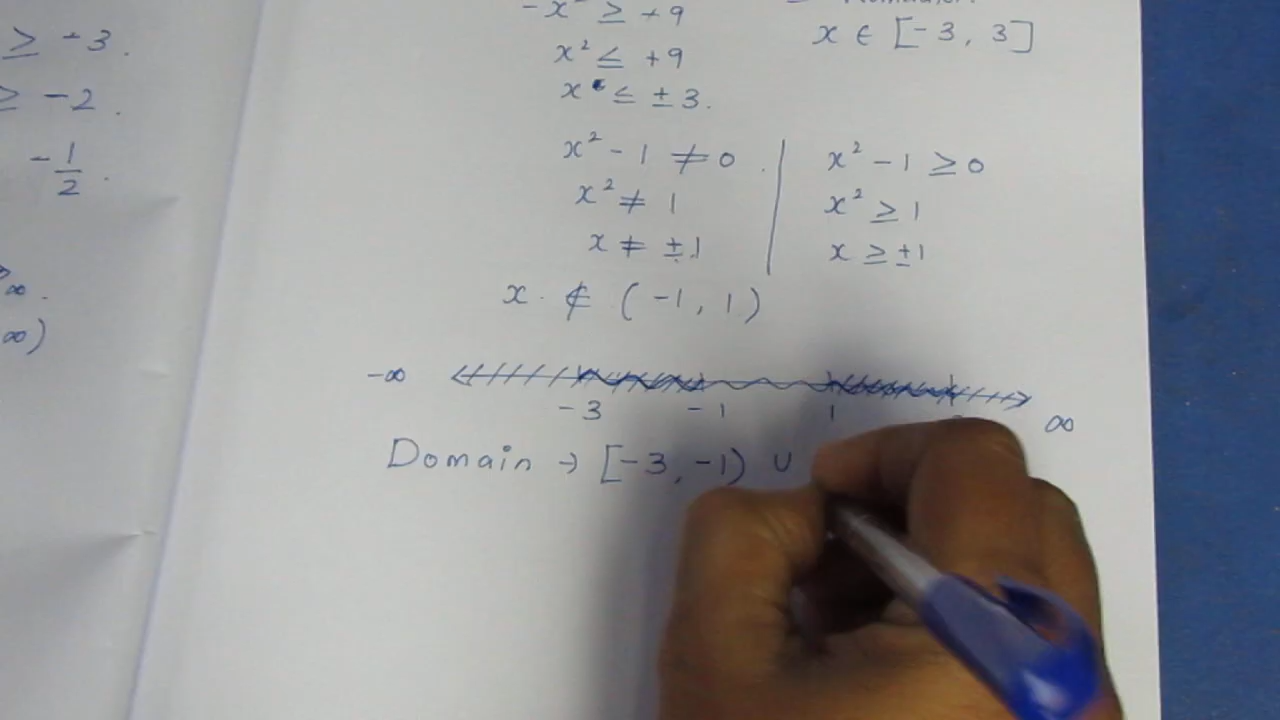 ≥ -3.
≥ -2.
-1/2.
∞.
∞)
-x² ≥ -9
x² ≤ +9
x ≤ ±3.
x ∈ [-3, 3]
x² - 1 ≠ 0.
x² ≠ 1
x ≠ ±1
x² - 1 ≥ 0
x² ≥ 1
x ≥ ±1
x ∉ (-1, 1)
-∞ -3 -1 1 ∞
Domain → [-3, -1) ∪